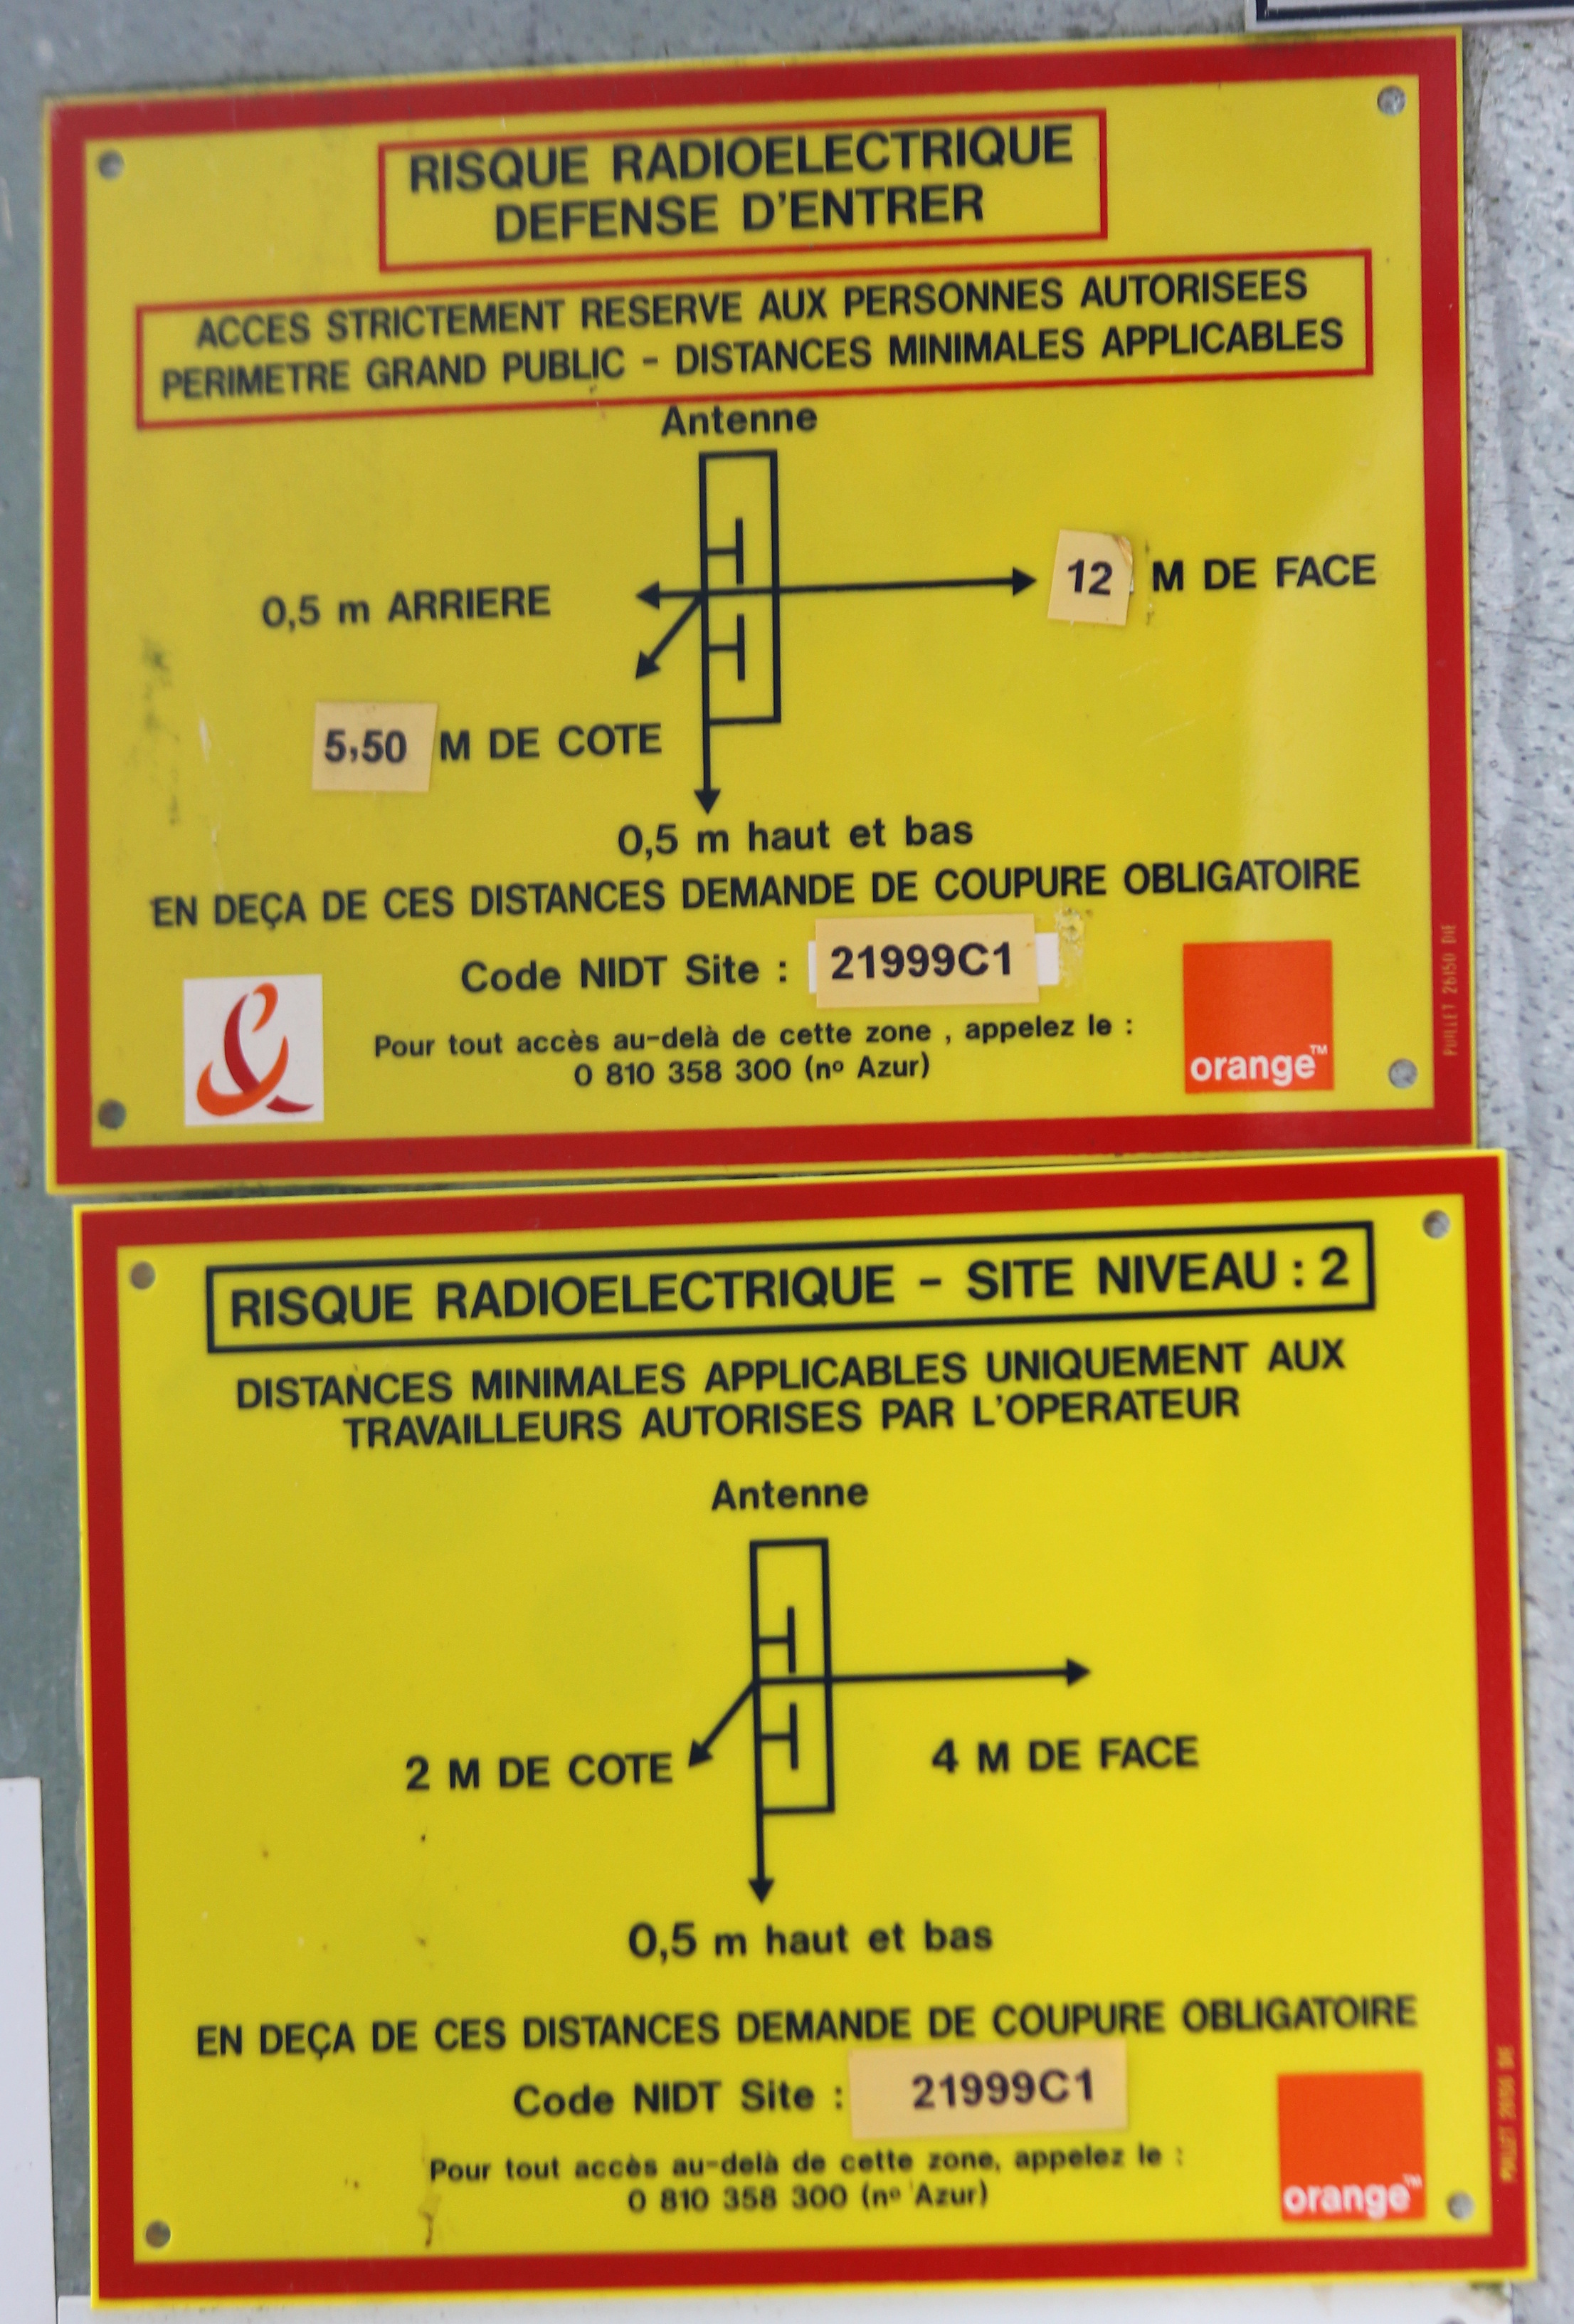 RISQUE RADIOELECTRIQUE
DEFENSE D'ENTRER
ACCES STRICTEMENT RESERVE AUX PERSONNES AUTORISEES
PERIMETRE GRAND PUBLIC - DISTANCES MINIMALES APPLICABLES
Antenne
0,5 m ARRIERE
12 M DE FACE
5,50 M DE COTE
0,5 m haut et bas
EN DEÇA DE CES DISTANCES DEMANDE DE COUPURE OBLIGATOIRE
Code NIDT Site : 21999C1
Pour tout accès au-delà de cette zone , appelez le :
0 810 358 300 (nº Azur)
orange™
RISQUE RADIOELECTRIQUE - SITE NIVEAU : 2
DISTANCES MINIMALES APPLICABLES UNIQUEMENT AUX
TRAVAILLEURS AUTORISES PAR L'OPERATEUR
Antenne
2 M DE COTE
4 M DE FACE
0,5 m haut et bas
EN DEÇA DE CES DISTANCES DEMANDE DE COUPURE OBLIGATOIRE
Code NIDT Site : 21999C1
Pour tout accès au-delà de cette zone, appelez le :
0 810 358 300 (nº Azur)
orange™